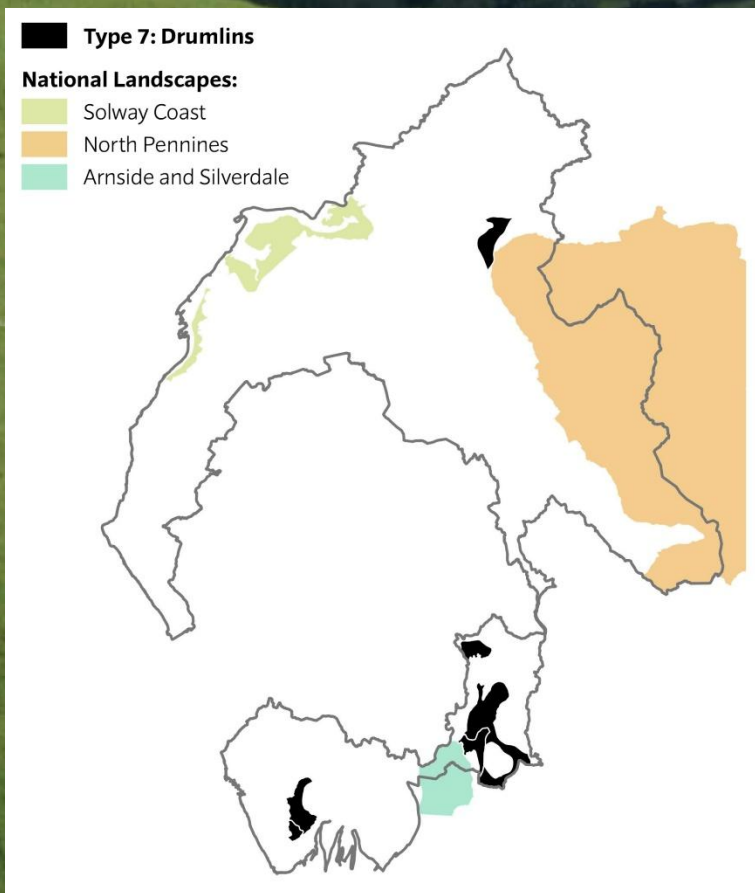 Type 7: Drumlins
National Landscapes:
Solway Coast
North Pennines
Arnside and Silverdale